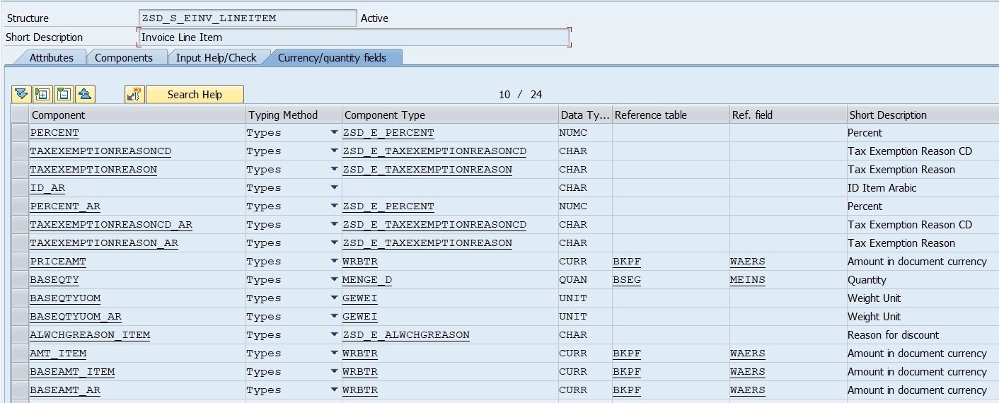 Structure ZSD_S_EINV_LINEITEM Active
Short Description Invoice Line Item
Attributes Components Input Help/Check Currency/quantity fields
Search Help 10 / 24
Component Typing Method Component Type Data Ty... Reference table Ref. field Short Description
PERCENT Types ZSD_E_PERCENT NUMC Percent
TAXEXEMPTIONREASONCD Types ZSD_E_TAXEXEMPTIONREASONCD CHAR Tax Exemption Reason CD
TAXEXEMPTIONREASON Types ZSD_E_TAXEXEMPTIONREASON CHAR Tax Exemption Reason
ID_AR Types CHAR ID Item Arabic
PERCENT_AR Types ZSD_E_PERCENT NUMC Percent
TAXEXEMPTIONREASONCD_AR Types ZSD_E_TAXEXEMPTIONREASONCD CHAR Tax Exemption Reason CD
TAXEXEMPTIONREASON_AR Types ZSD_E_TAXEXEMPTIONREASON CHAR Tax Exemption Reason
PRICEAMT Types WRBTR CURR BKPF WAERS Amount in document currency
BASEQTY Types MENGE_D QUAN BSEG MEINS Quantity
BASEQTYUOM Types GEWEI UNIT Weight Unit
BASEQTYUOM_AR Types GEWEI UNIT Weight Unit
ALWCHGREASON_ITEM Types ZSD_E_ALWCHGREASON CHAR Reason for discount
AMT_ITEM Types WRBTR CURR BKPF WAERS Amount in document currency
BASEAMT_ITEM Types WRBTR CURR BKPF WAERS Amount in document currency
BASEAMT_AR Types WRBTR CURR BKPF WAERS Amount in document currency